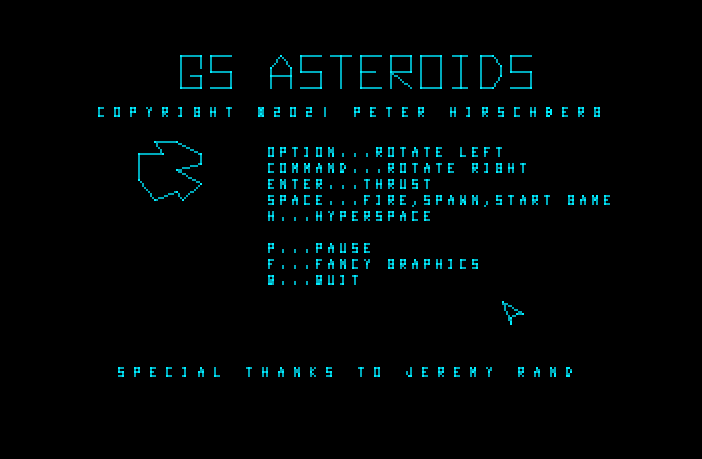 GS ASTEROIDS
COPYRIGHT ©2021 PETER HIRSCHBERG
OPTION...ROTATE LEFT
COMMAND...ROTATE RIGHT
ENTER...THRUST
SPACE...FIRE,SPAWN,START GAME
H...HYPERSPACE
P...PAUSE
F...FANCY GRAPHICS
Q...QUIT
SPECIAL THANKS TO JEREMY RAND